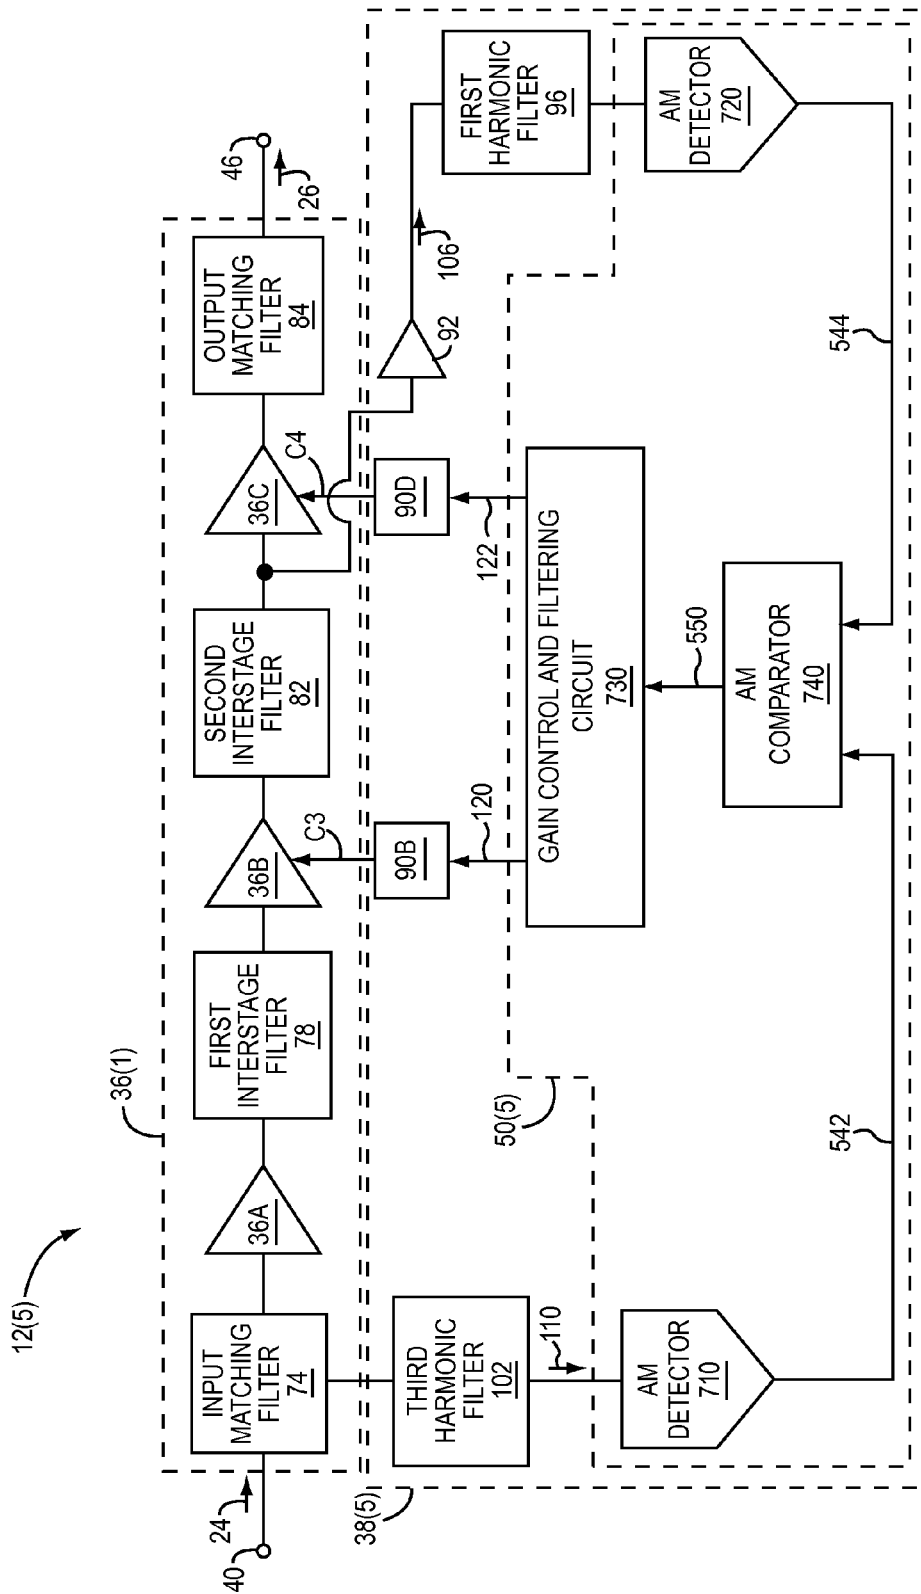 12(5)
36(1)
40
24
INPUT
MATCHING
FILTER
74
36A
FIRST
INTERSTAGE
FILTER
78
36B
SECOND
INTERSTAGE
FILTER
82
36C
OUTPUT
MATCHING
FILTER
84
46
26
C3
C4
38(5)
THIRD
HARMONIC
FILTER
102
110
90B
90D
92
106
FIRST
HARMONIC
FILTER
96
120
122
50(5)
GAIN CONTROL AND FILTERING
CIRCUIT
730
AM
DETECTOR
710
AM
DETECTOR
720
550
AM
COMPARATOR
740
542
544